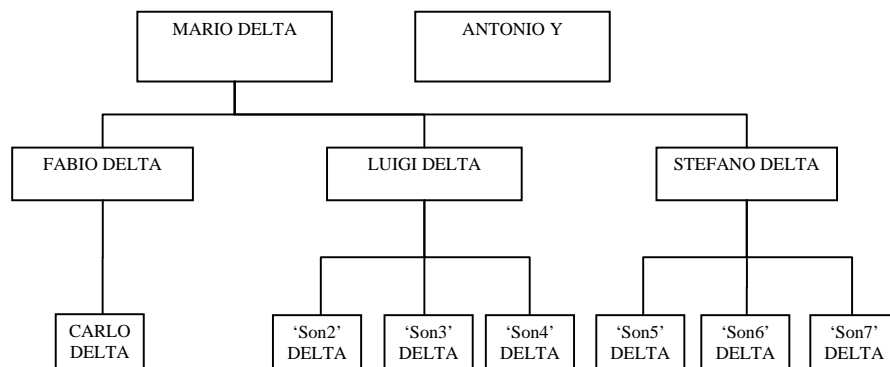 MARIO DELTA
ANTONIO Y
FABIO DELTA
LUIGI DELTA
STEFANO DELTA
CARLO
DELTA
‘Son2’
DELTA
‘Son3’
DELTA
‘Son4’
DELTA
‘Son5’
DELTA
‘Son6’
DELTA
‘Son7’
DELTA